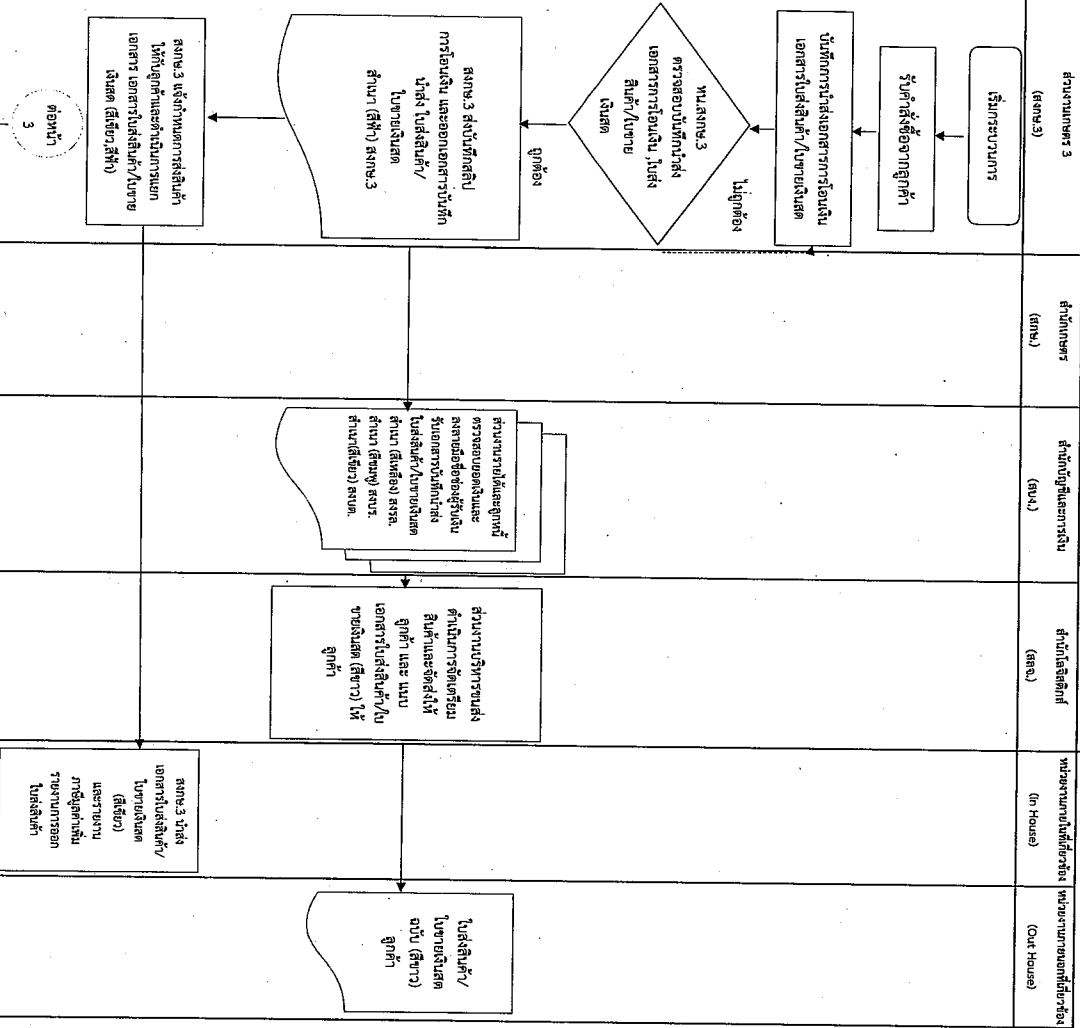 ส่วนงานเกษตร 3
(สงกษ.3)
สำนักเกษตร
(สกษ.)
สำนักบัญชีและการเงิน
(สบง.)
สำนักโลจิสติกส์
(สลจ.)
หน่วยงานภายในที่เกี่ยวข้อง
(In House)
หน่วยงานภายนอกที่เกี่ยวข้อง
(Out House)
เริ่มกระบวนการ
รับคำสั่งซื้อจากลูกค้า
บันทึกการนำส่งเอกสารการโอนเงิน
เอกสารใบส่งสินค้า/ใบขายเงินสด
ไม่ถูกต้อง
หน.สงกษ.3
ตรวจสอบบันทึกนำส่ง
เอกสารการโอนเงิน ,ใบส่ง
สินค้า/ใบขาย
เงินสด
ถูกต้อง
สงกษ.3 ส่งบันทึกสลิป
การโอนเงิน และออกเอกสารบันทึก
นำส่ง ใบส่งสินค้า/
ใบขายเงินสด
สำเนา (สีฟ้า) สงกษ.3
ส่วนงานรายได้และลูกหนี้
ตรวจสอบยอดเงินและ
ลงลายมือชื่อช่องผู้รับเงิน
รับเอกสารบันทึกนำส่ง
ใบส่งสินค้า/ใบขายเงินสด
สำเนา (สีเหลือง) สงรล.
สำเนา (สีชมพู) สงบร.
สำเนา(สีเขียว) สงบต.
ส่วนงานบริหารขนส่ง
ดำเนินการจัดเตรียม
สินค้าและจัดส่งให้
ลูกค้า และ แนบ
เอกสารใบส่งสินค้า/ใบ
ขายเงินสด (สีขาว) ให้
ลูกค้า
ใบส่งสินค้า/
ใบขายเงินสด
ฉบับ (สีขาว)
ลูกค้า
สงกษ.3 แจ้งกำหนดการส่งสินค้า
ให้กับลูกค้าและดำเนินการแยก
เอกสาร เอกสารใบส่งสินค้า/ใบขาย
เงินสด (สีเขียว,สีฟ้า)
สงกษ.3 นำส่ง
เอกสารใบส่งสินค้า/
ใบขายเงินสด
(สีเขียว)
และรายงาน
ภาษีมูลค่าเพิ่ม
รายงานการออก
ใบส่งสินค้า
ต่อหน้า
3